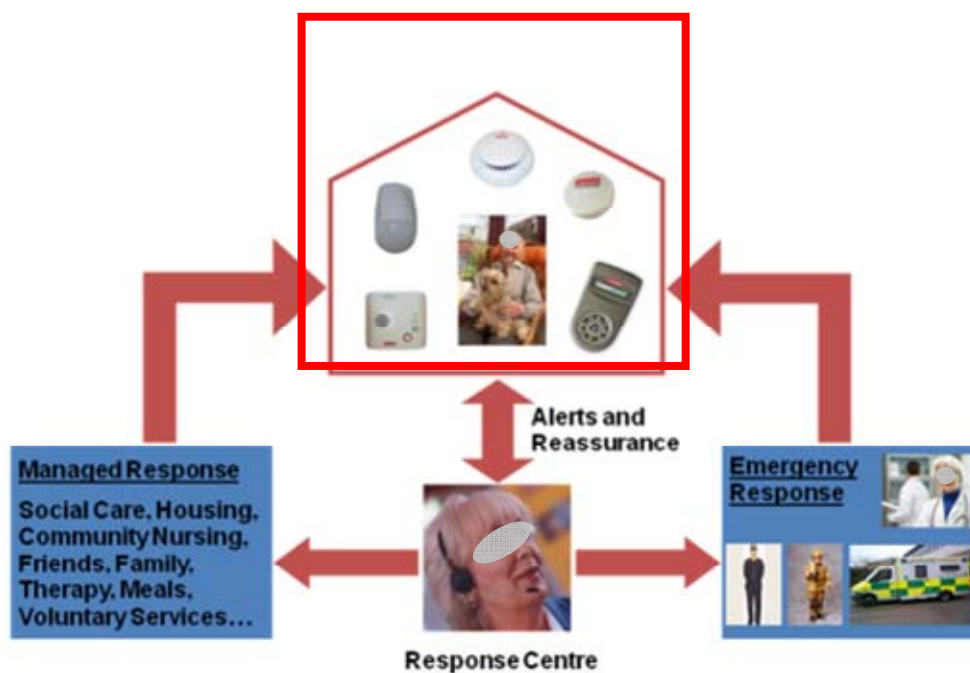 Alerts and
Reassurance
Managed Response
Social Care, Housing,
Community Nursing,
Friends, Family,
Therapy, Meals,
Voluntary Services...
Emergency
Response
Response Centre